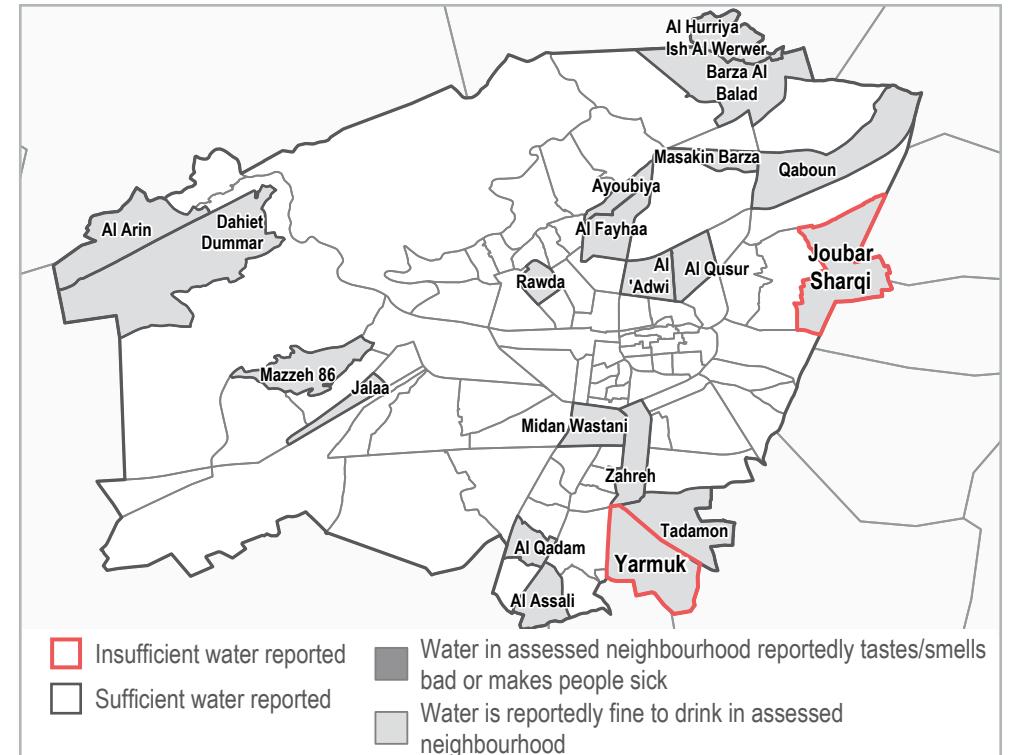 Al Hurriya
Ish Al Werwer
Barza Al
Balad
Masakin Barza
Qaboun
Ayoubiya
Al Fayhaa
Al Arin
Dahiet
Dummar
Joubar
Sharqi
Al
'Adwi
Al Qusur
Rawda
Mazzeh 86
Jalaa
Midan Wastani
Zahreh
Tadamon
Al Qadam
Yarmuk
Al Assali
Insufficient water reported
Sufficient water reported
Water in assessed neighbourhood reportedly tastes/smells
bad or makes people sick
Water is reportedly fine to drink in assessed
neighbourhood